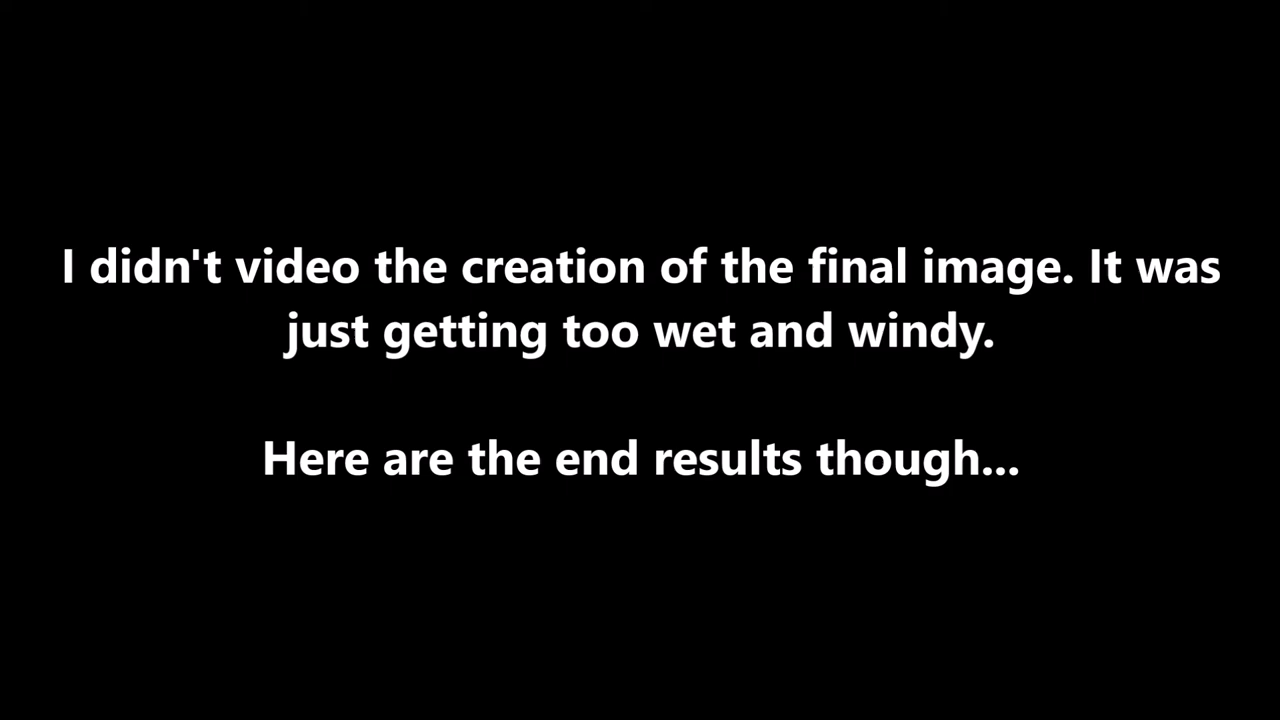 I didn't video the creation of the final image. It was
just getting too wet and windy.
Here are the end results though...